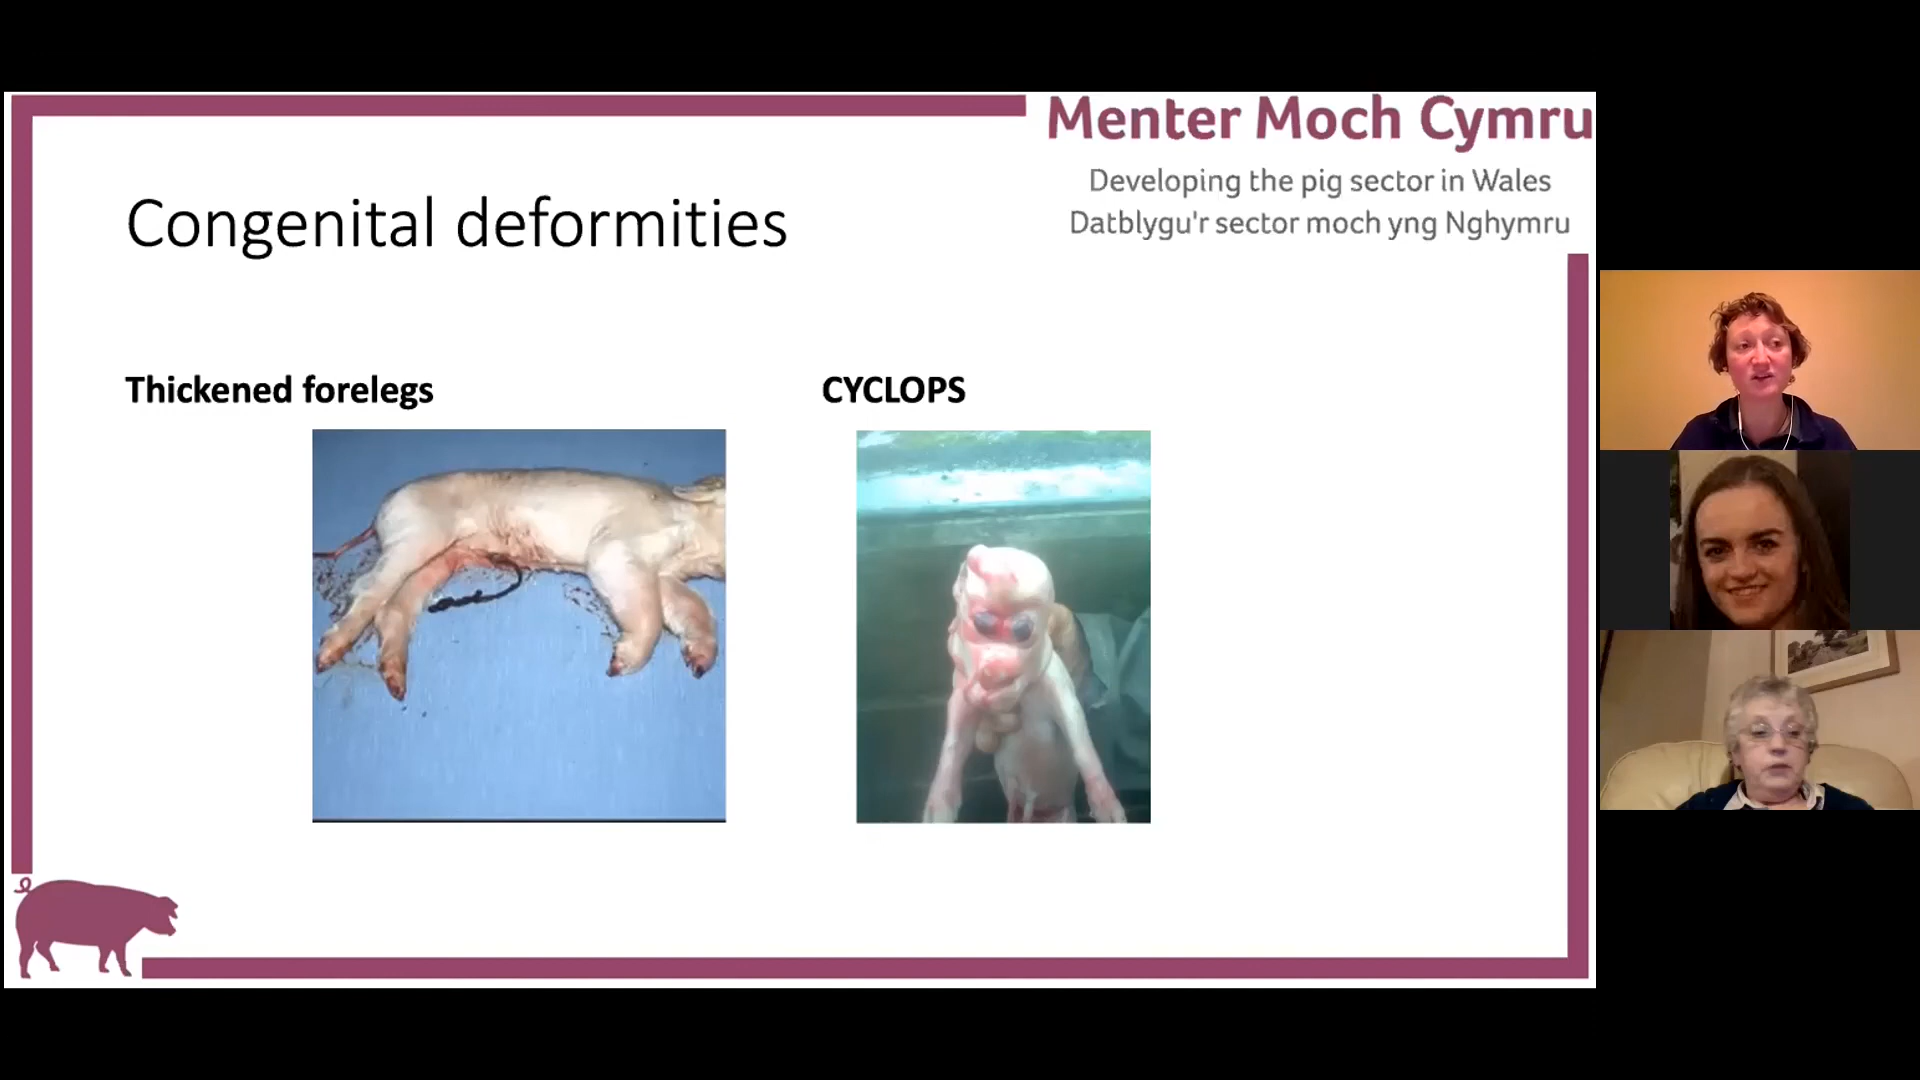 Menter Moch Cymru
Developing the pig sector in Wales
Datblygu'r sector moch yng Nghymru
Congenital deformities
Thickened forelegs
CYCLOPS